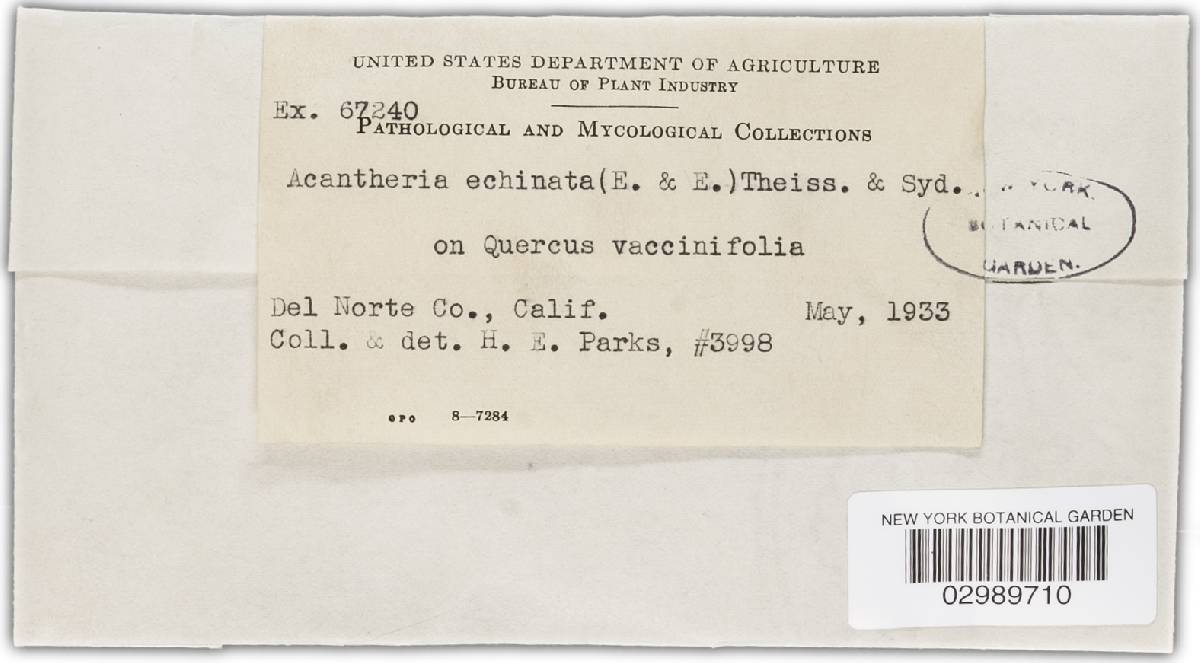 UNITED STATES DEPARTMENT OF AGRICULTURE
BUREAU OF PLANT INDUSTRY
Ex. 67240
PATHOLOGICAL AND MYCOLOGICAL COLLECTIONS
Acantheria echinata(E. & E.)Theiss. & Syd.
YORK
BOTANICAL
GARDEN.
on Quercus vaccinifolia
Del Norte Co., Calif. May, 1933
Coll. & det. H. E. Parks, #3998
GPO 8—7284
NEW YORK BOTANICAL GARDEN
02989710